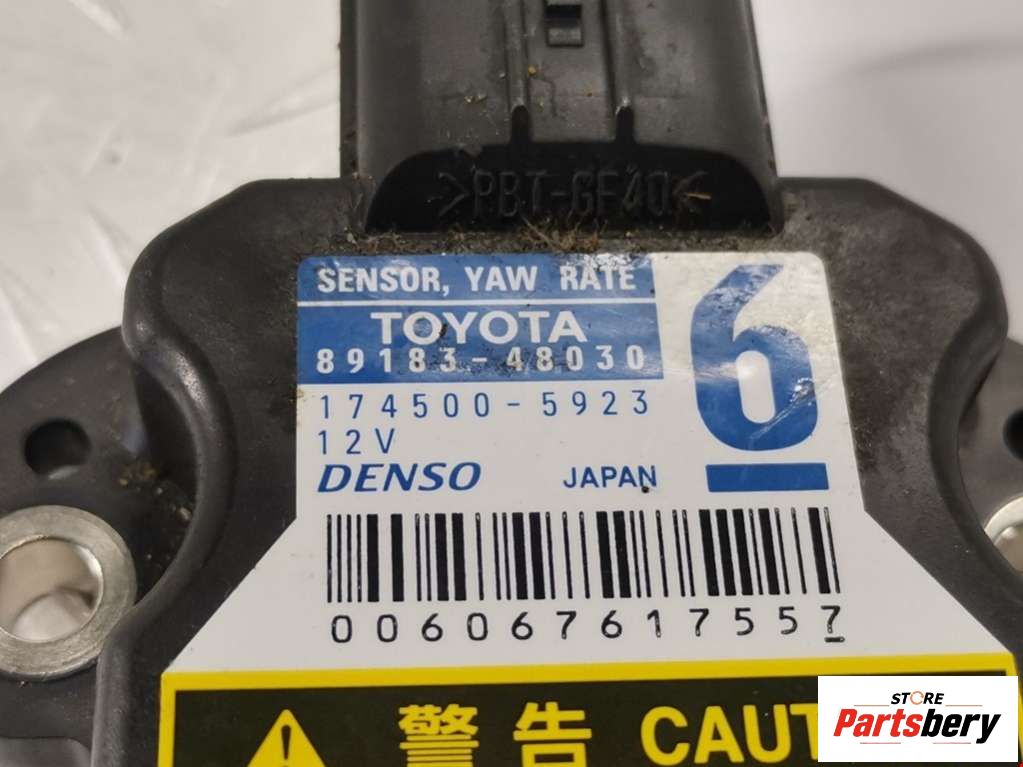 >PBT-GF40<
SENSOR, YAW RATE
TOYOTA
89183-48030
6
174500-5923
12V
DENSO JAPAN
006067617557
警告 CAUT
STORE
Partsbery